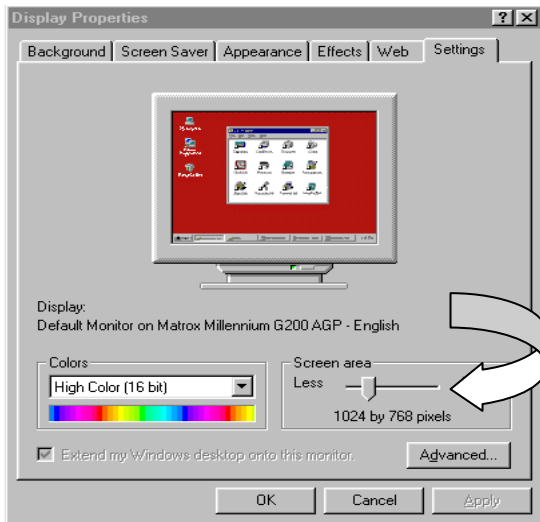 Display Properties
Background Screen Saver Appearance Effects Web Settings
Display:
Default Monitor on Matrox Millennium G200 AGP - English
Colors
High Color (16 bit)
Screen area
Less
1024 by 768 pixels
Extend my Windows desktop onto this monitor.
Advanced...
OK Cancel Apply